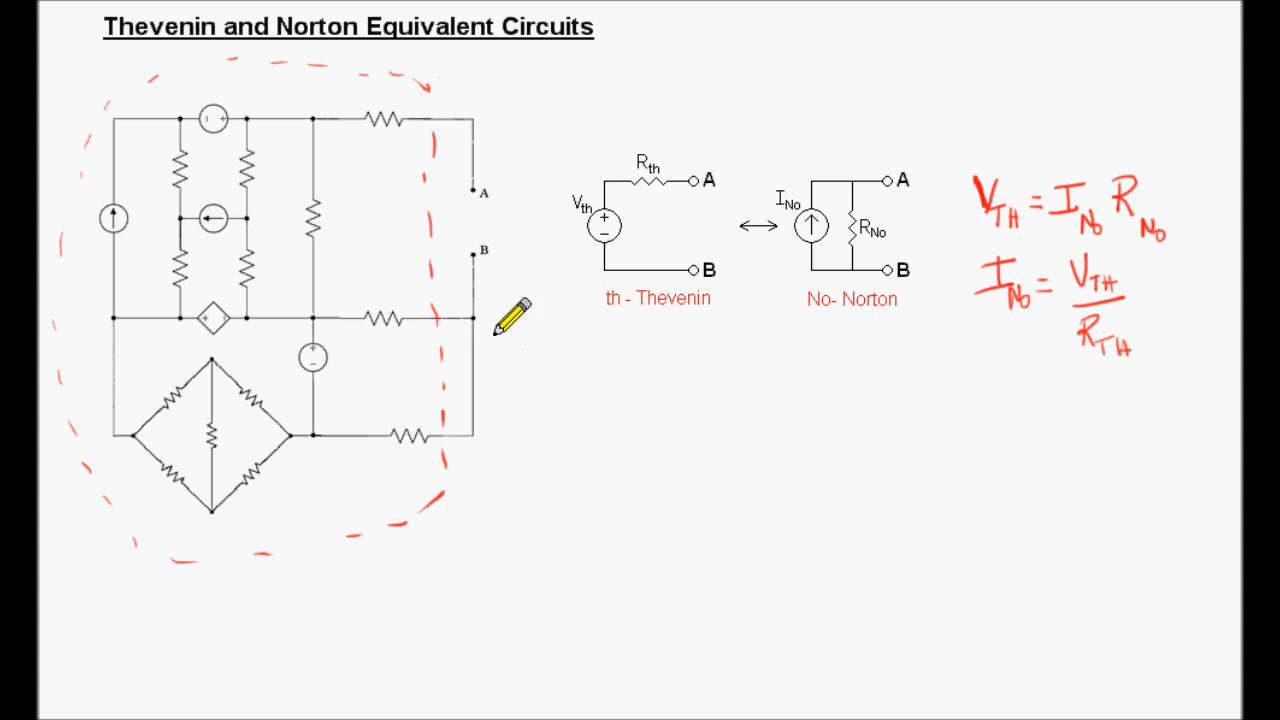 Thevenin and Norton Equivalent Circuits
A
B
Rth
Vth
+
−
A
B
th - Thevenin
INo
RNo
A
B
No- Norton
VTH = INo RNo
INo = VTH / RTH